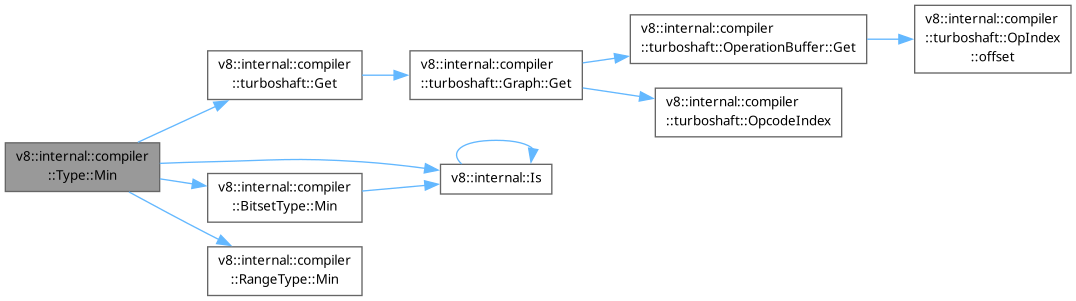 v8::internal::compiler
::Type::Min
v8::internal::compiler
::turboshaft::Get
v8::internal::compiler
::turboshaft::Graph::Get
v8::internal::compiler
::turboshaft::OperationBuffer::Get
v8::internal::compiler
::turboshaft::OpIndex
::offset
v8::internal::compiler
::turboshaft::OpcodeIndex
v8::internal::Is
v8::internal::compiler
::BitsetType::Min
v8::internal::compiler
::RangeType::Min